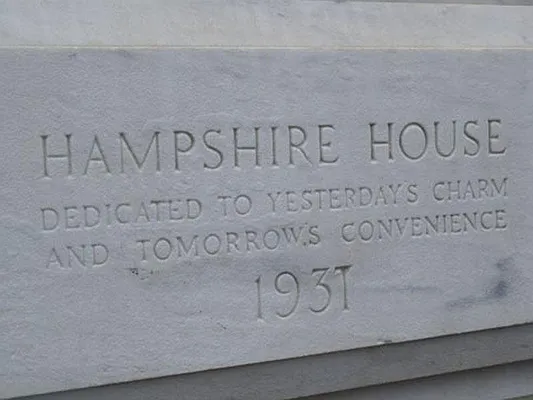 HAMPSHIRE HOUSE
DEDICATED TO YESTERDAY'S CHARM
AND TOMORROW'S CONVENIENCE
1931